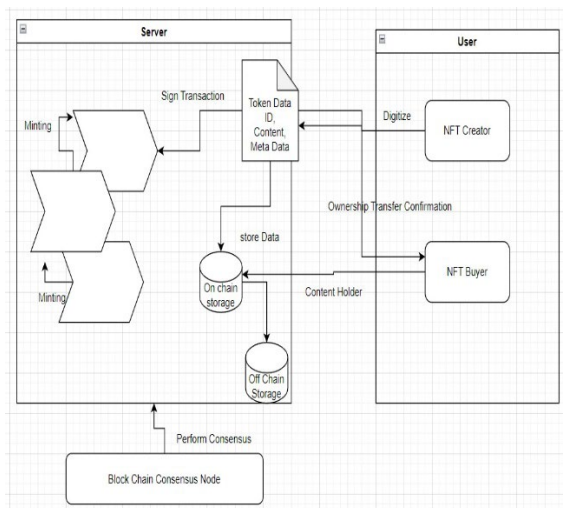 Server
User
Sign Transaction
Token Data
ID,
Content,
Meta Data
Digitize
NFT Creator
Minting
Ownership Transfer Confirmation
store Data
NFT Buyer
On chain
storage
Content Holder
Minting
Off Chain
Storage
Perform Consensus
Block Chain Consensus Node